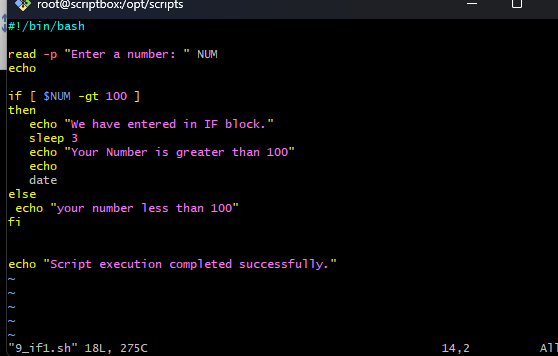 root@scriptbox:/opt/scripts
#!/bin/bash

read -p "Enter a number: " NUM
echo

if [ $NUM -gt 100 ]
then
   echo "We have entered in IF block."
   sleep 3
   echo "Your Number is greater than 100"
   echo
   date
else
 echo "your number less than 100"
fi


echo "Script execution completed successfully."
~
~
~
~
~
"9_if1.sh" 18L, 275C 14,2